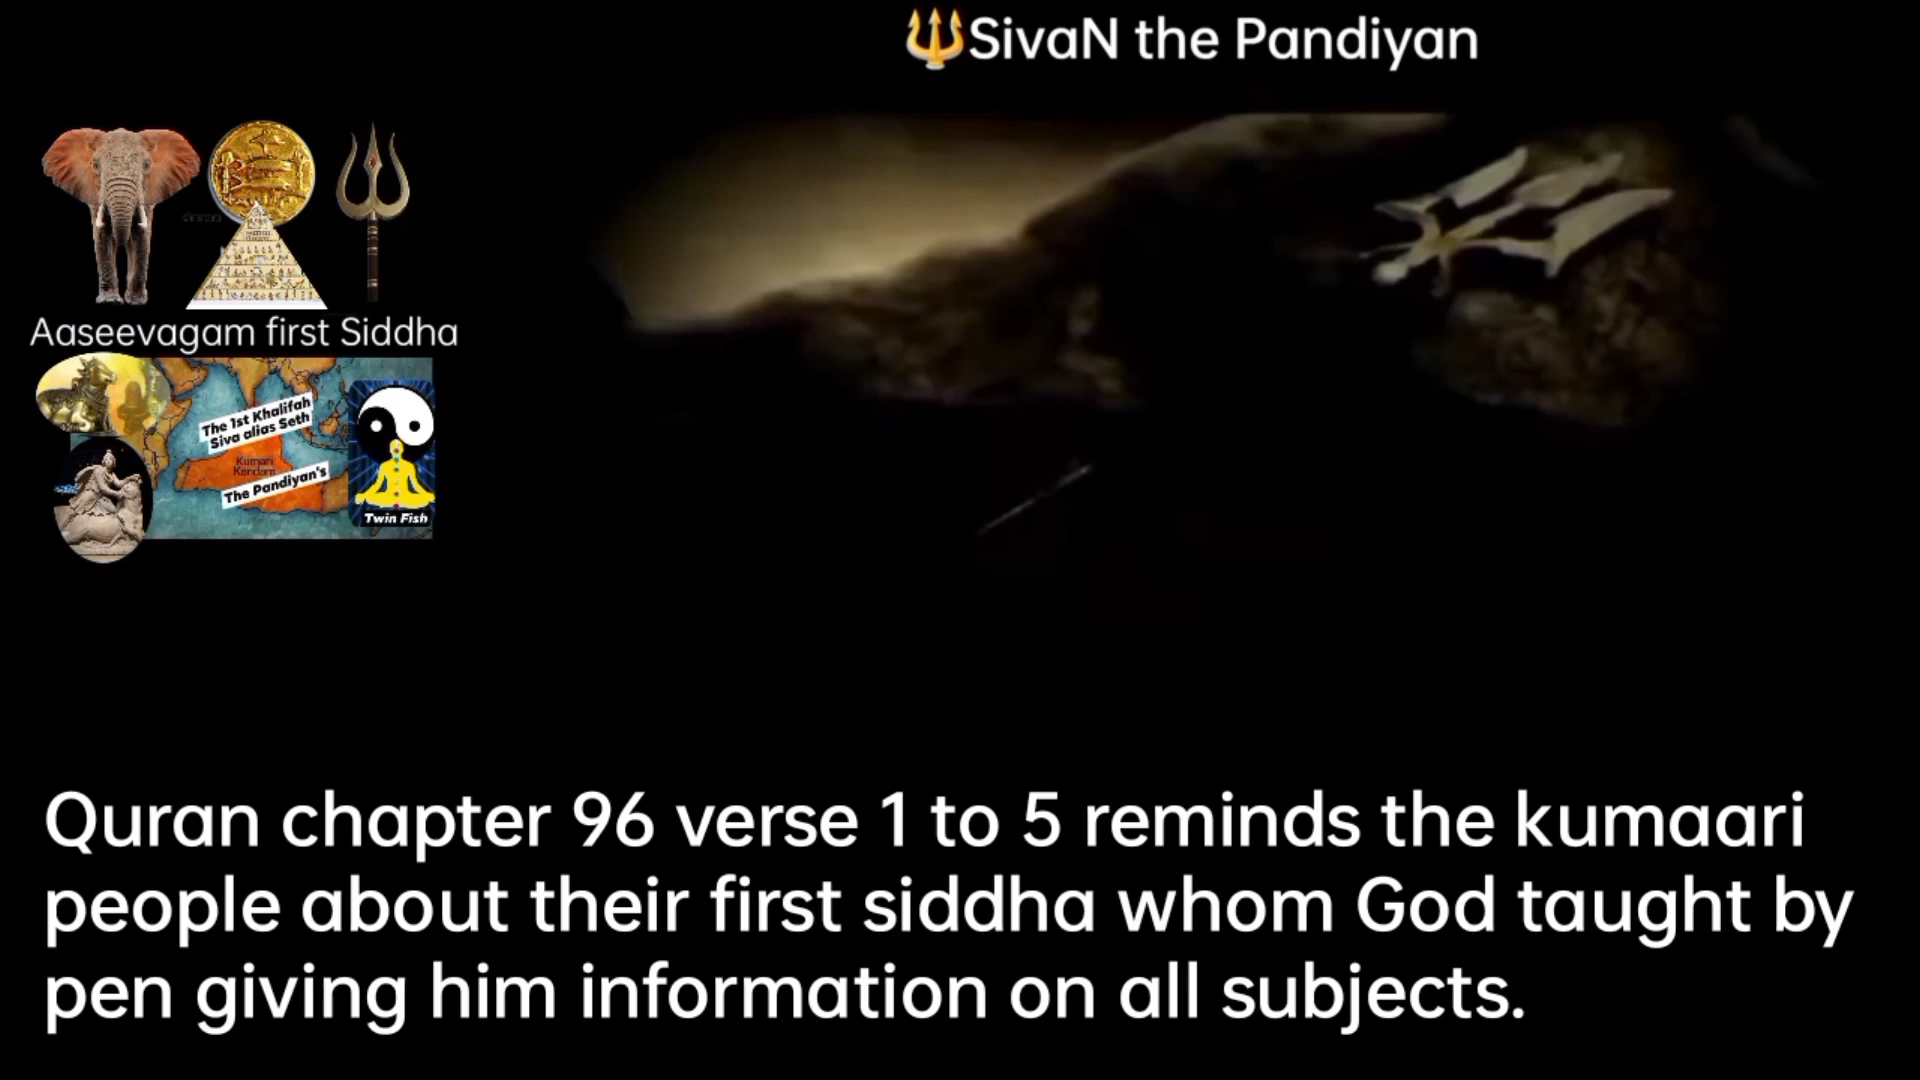 🔱SivaN the Pandiyan
Aaseevagam first Siddha
The 1st Khalifah
Siva alias Seth
Kumari
Kandam
The Pandiyan's
Twin Fish
Quran chapter 96 verse 1 to 5 reminds the kumaari
people about their first siddha whom God taught by
pen giving him information on all subjects.